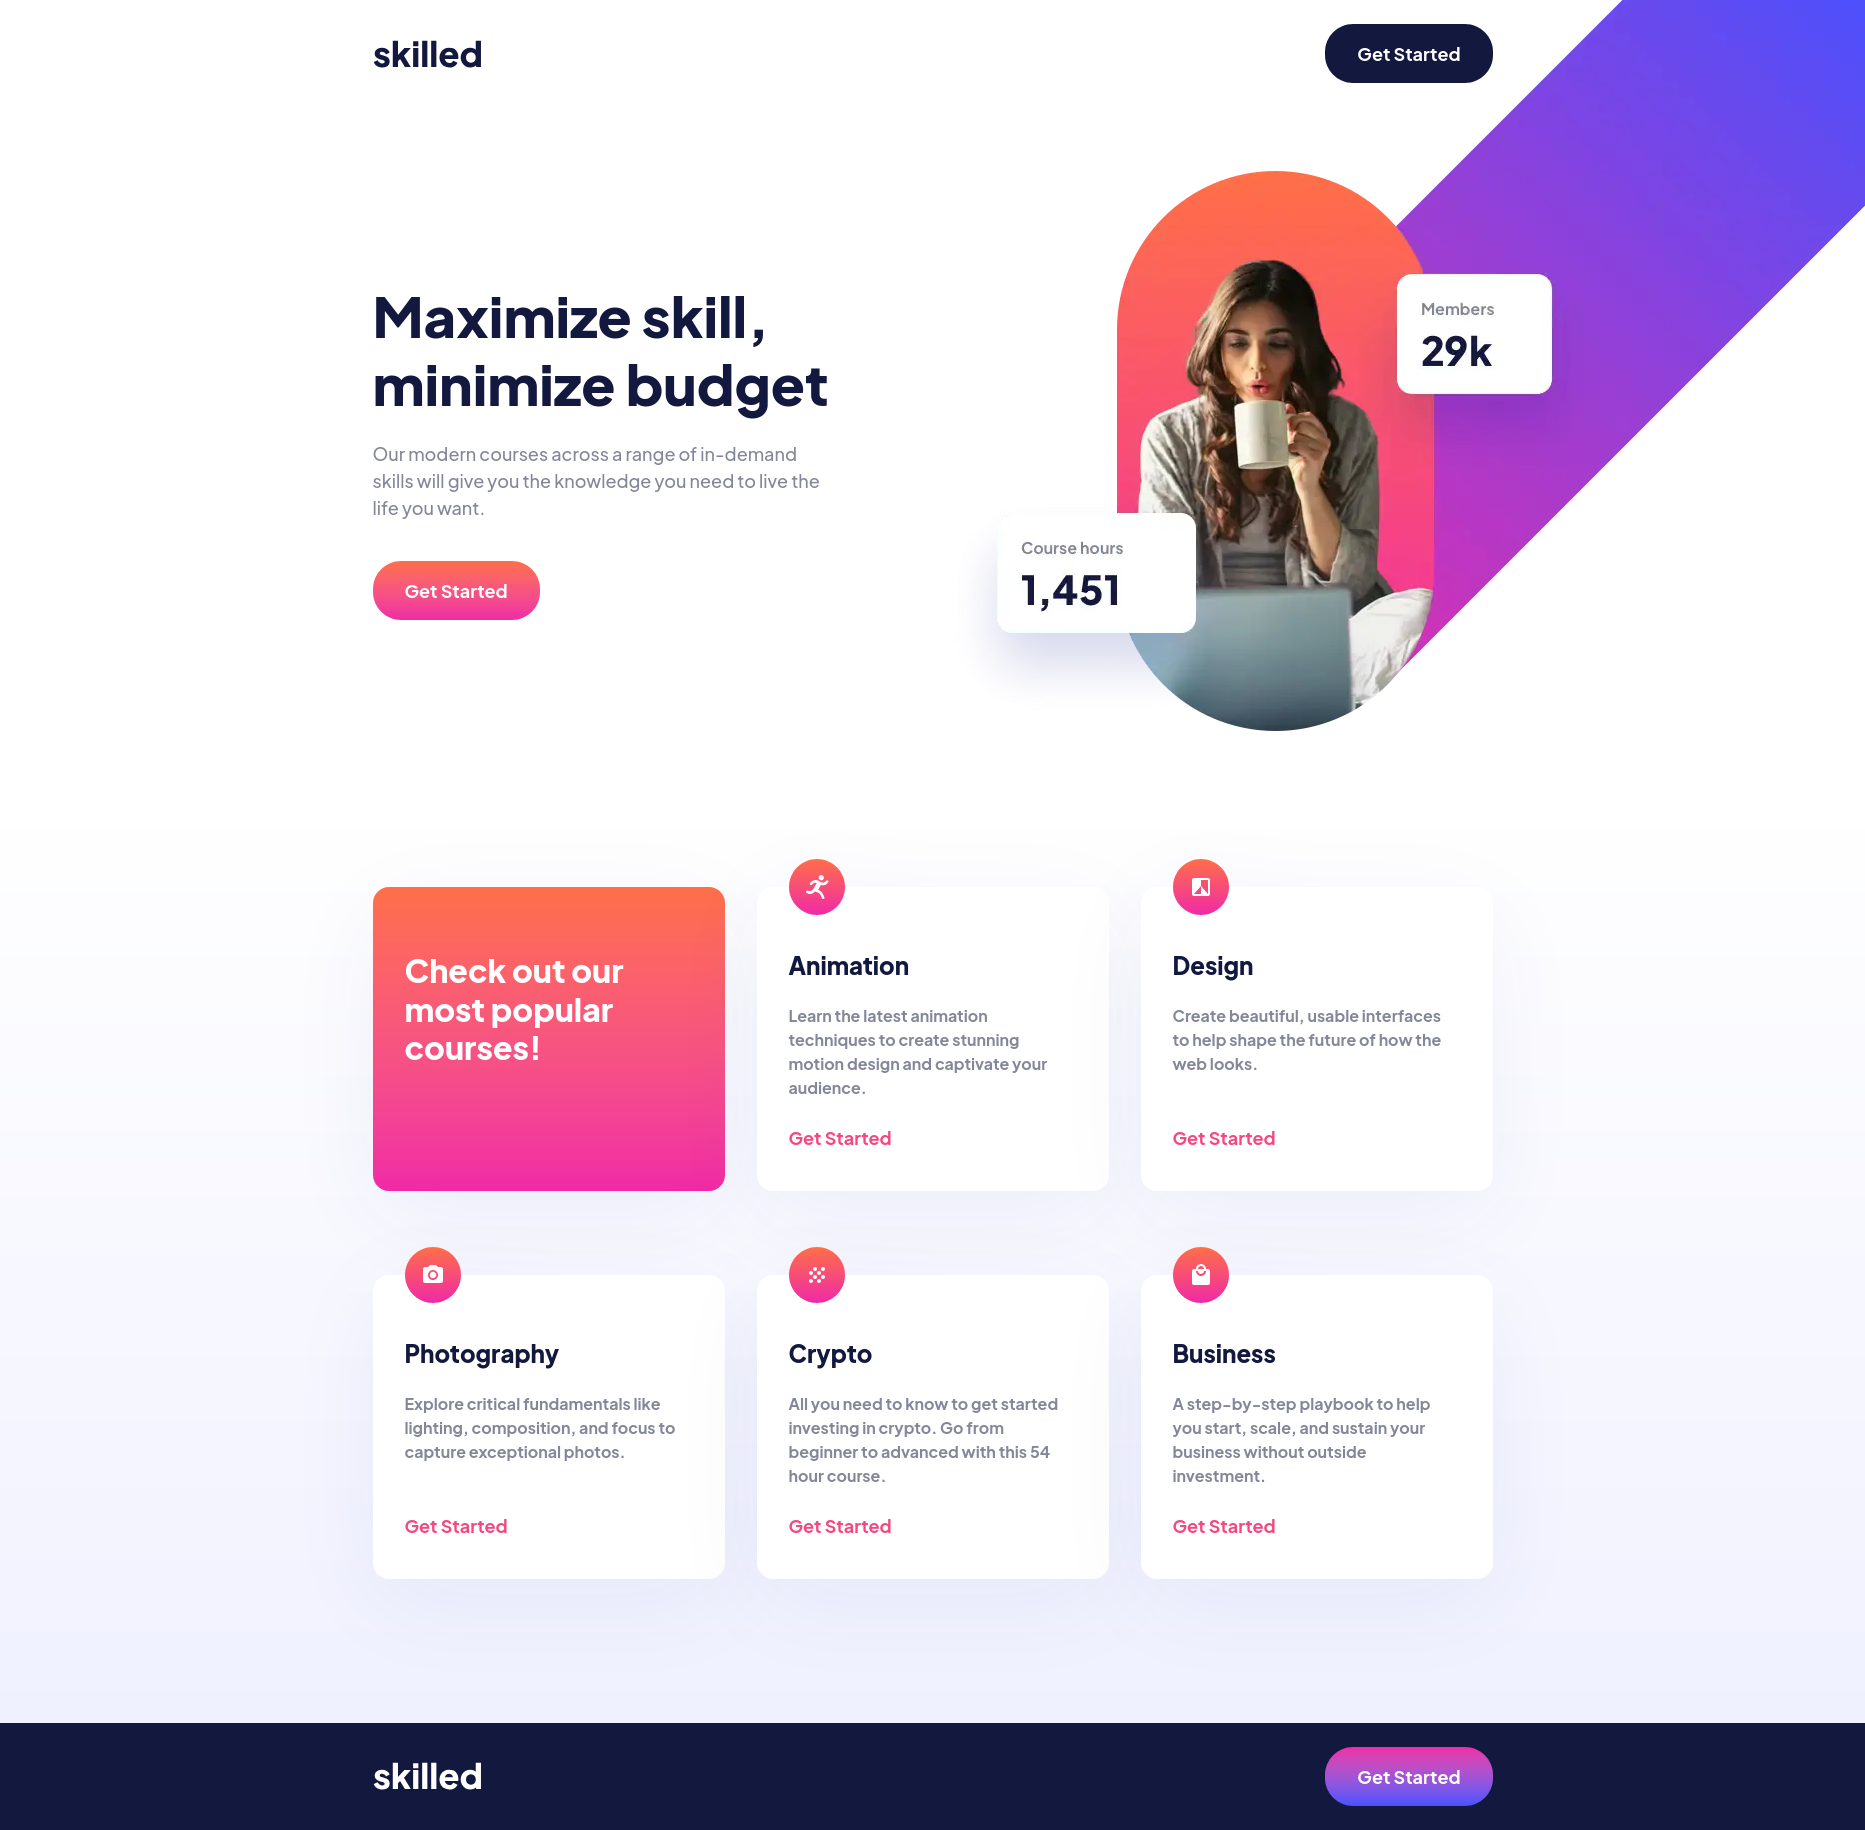 skilled
Get Started
Maximize skill,
minimize budget
Our modern courses across a range of in-demand
skills will give you the knowledge you need to live the
life you want.
Get Started
Members
29k
Course hours
1,451
Check out our
most popular
courses!
Animation
Learn the latest animation
techniques to create stunning
motion design and captivate your
audience.
Get Started
Design
Create beautiful, usable interfaces
to help shape the future of how the
web looks.
Get Started
Photography
Explore critical fundamentals like
lighting, composition, and focus to
capture exceptional photos.
Get Started
Crypto
All you need to know to get started
investing in crypto. Go from
beginner to advanced with this 54
hour course.
Get Started
Business
A step-by-step playbook to help
you start, scale, and sustain your
business without outside
investment.
Get Started
skilled
Get Started